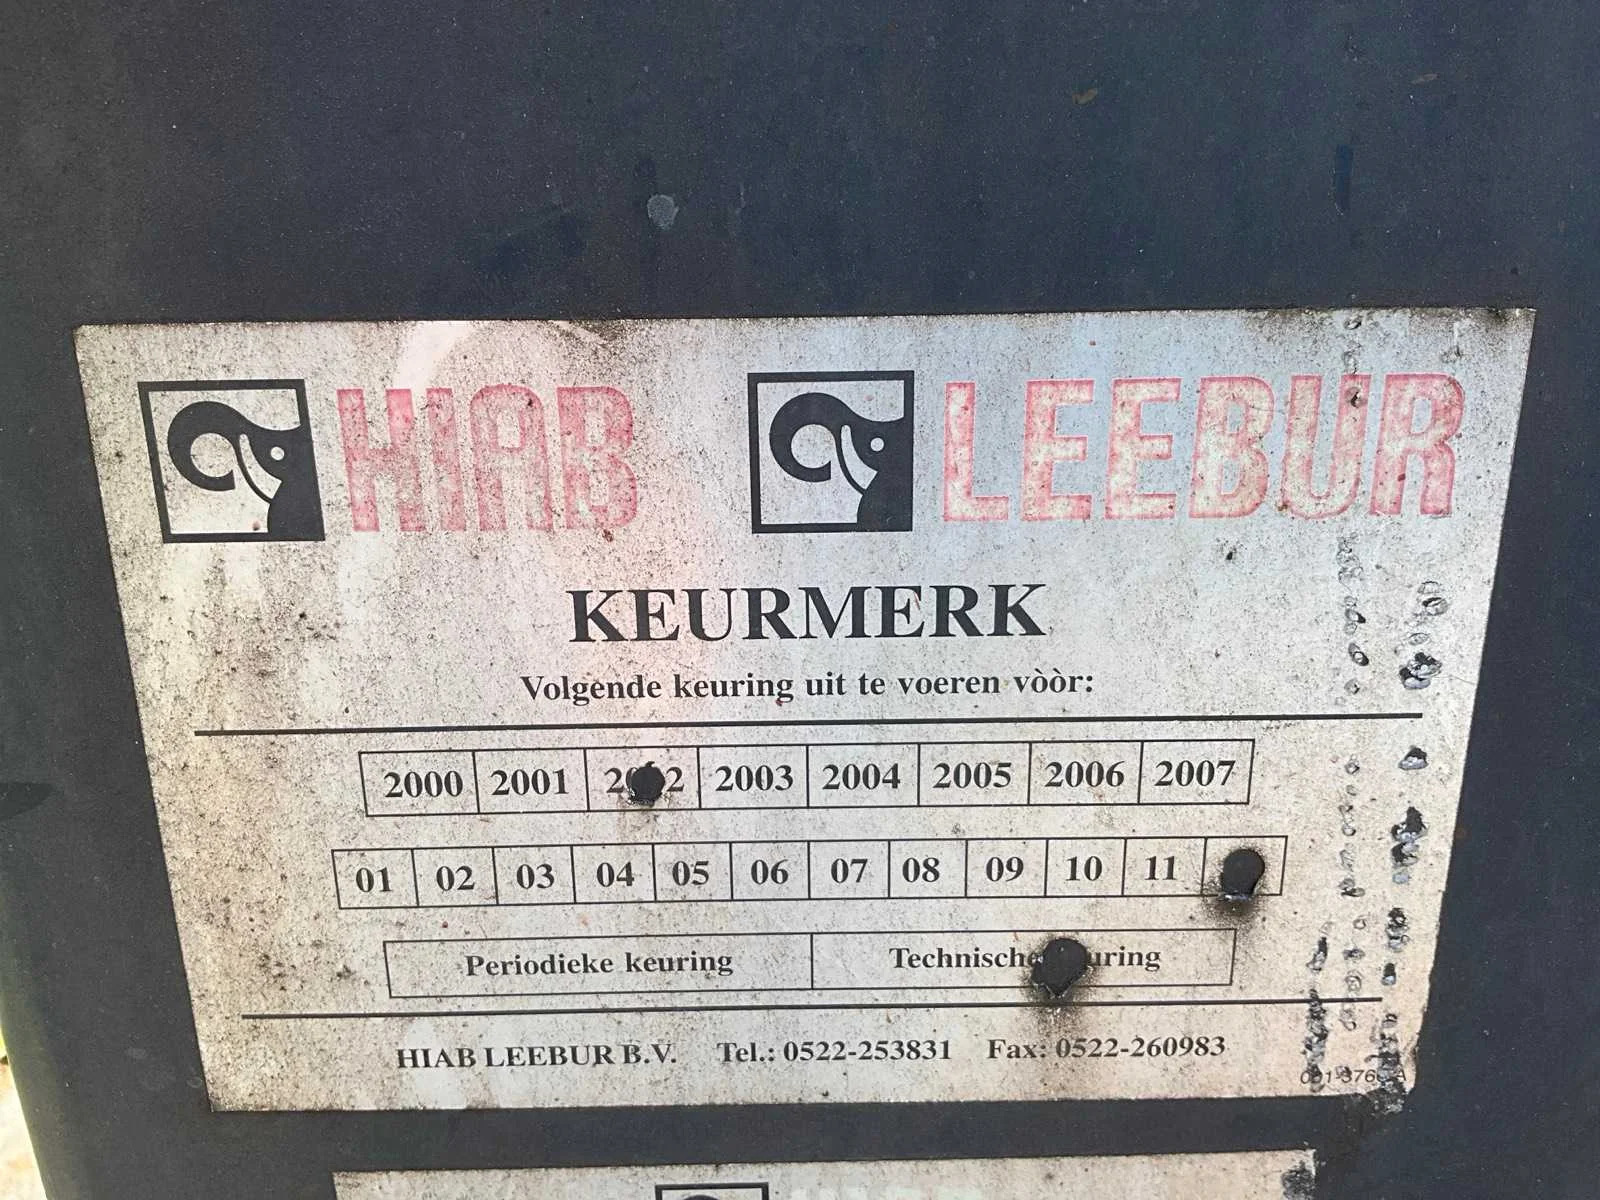 HIAB LEEBUR
KEURMERK
Volgende keuring uit te voeren vòòr:
2000 2001 2003 2004 2005 2006 2007
01 02 03 04 05 06 07 08 09 10 11
Periodieke keuring Technische
HIAB LEEBUR B.V. Tel.: 0522-253831 Fax: 0522-260983